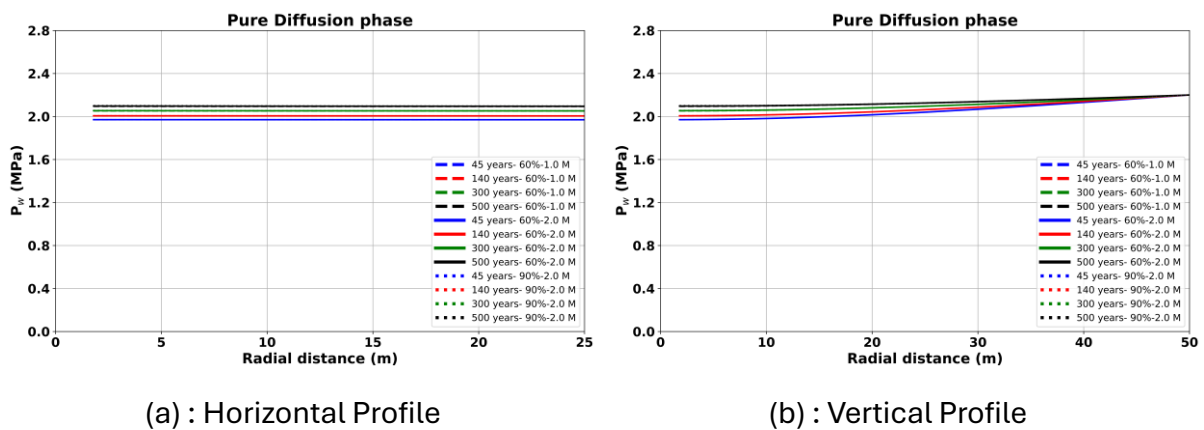 Pure Diffusion phase
2.8
2.4
2.0
1.6
1.2
0.8
0.4
0.0
P_w (MPa)
45 years- 60%-1.0 M
140 years- 60%-1.0 M
300 years- 60%-1.0 M
500 years- 60%-1.0 M
45 years- 60%-2.0 M
140 years- 60%-2.0 M
300 years- 60%-2.0 M
500 years- 60%-2.0 M
45 years- 90%-2.0 M
140 years- 90%-2.0 M
300 years- 90%-2.0 M
500 years- 90%-2.0 M
0 5 10 15 20 25
Radial distance (m)
(a) : Horizontal Profile
Pure Diffusion phase
2.8
2.4
2.0
1.6
1.2
0.8
0.4
0.0
P_w (MPa)
45 years- 60%-1.0 M
140 years- 60%-1.0 M
300 years- 60%-1.0 M
500 years- 60%-1.0 M
45 years- 60%-2.0 M
140 years- 60%-2.0 M
300 years- 60%-2.0 M
500 years- 60%-2.0 M
45 years- 90%-2.0 M
140 years- 90%-2.0 M
300 years- 90%-2.0 M
500 years- 90%-2.0 M
0 10 20 30 40 50
Radial distance (m)
(b) : Vertical Profile